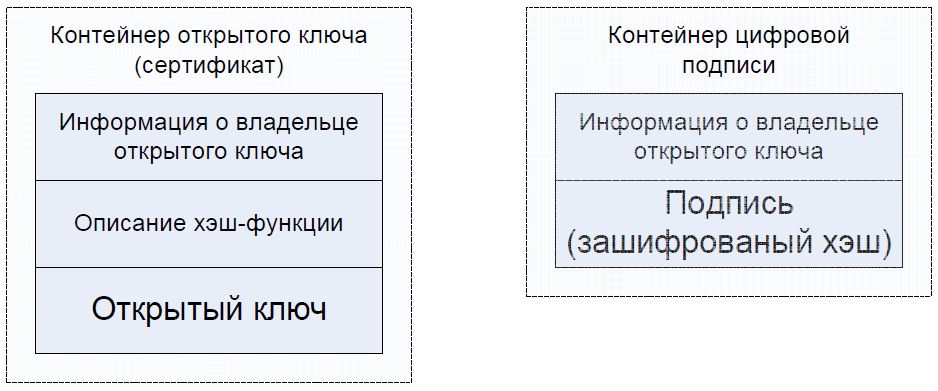 Контейнер открытого ключа
(сертификат)
Информация о владельце
открытого ключа
Описание хэш-функции
Открытый ключ
Контейнер цифровой
подписи
Информация о владельце
открытого ключа
Подпись
(зашифрованый хэш)